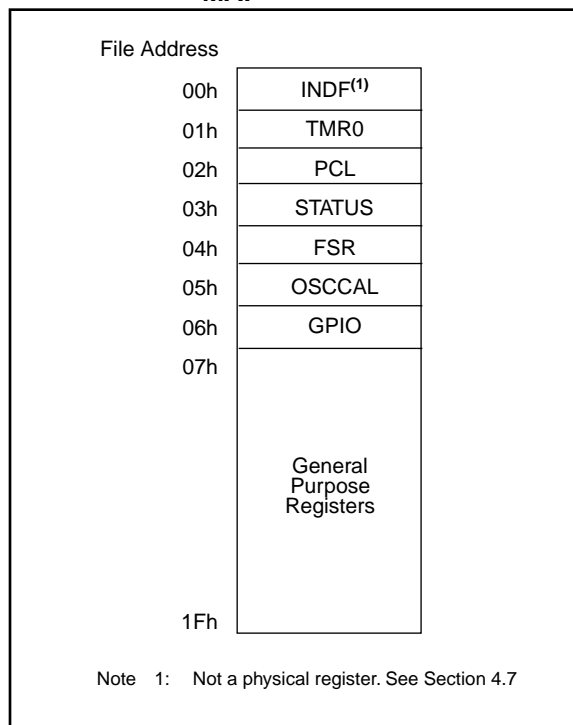 File Address
00h INDF(1)
01h TMR0
02h PCL
03h STATUS
04h FSR
05h OSCCAL
06h GPIO
07h
General
Purpose
Registers
1Fh
Note 1: Not a physical register. See Section 4.7